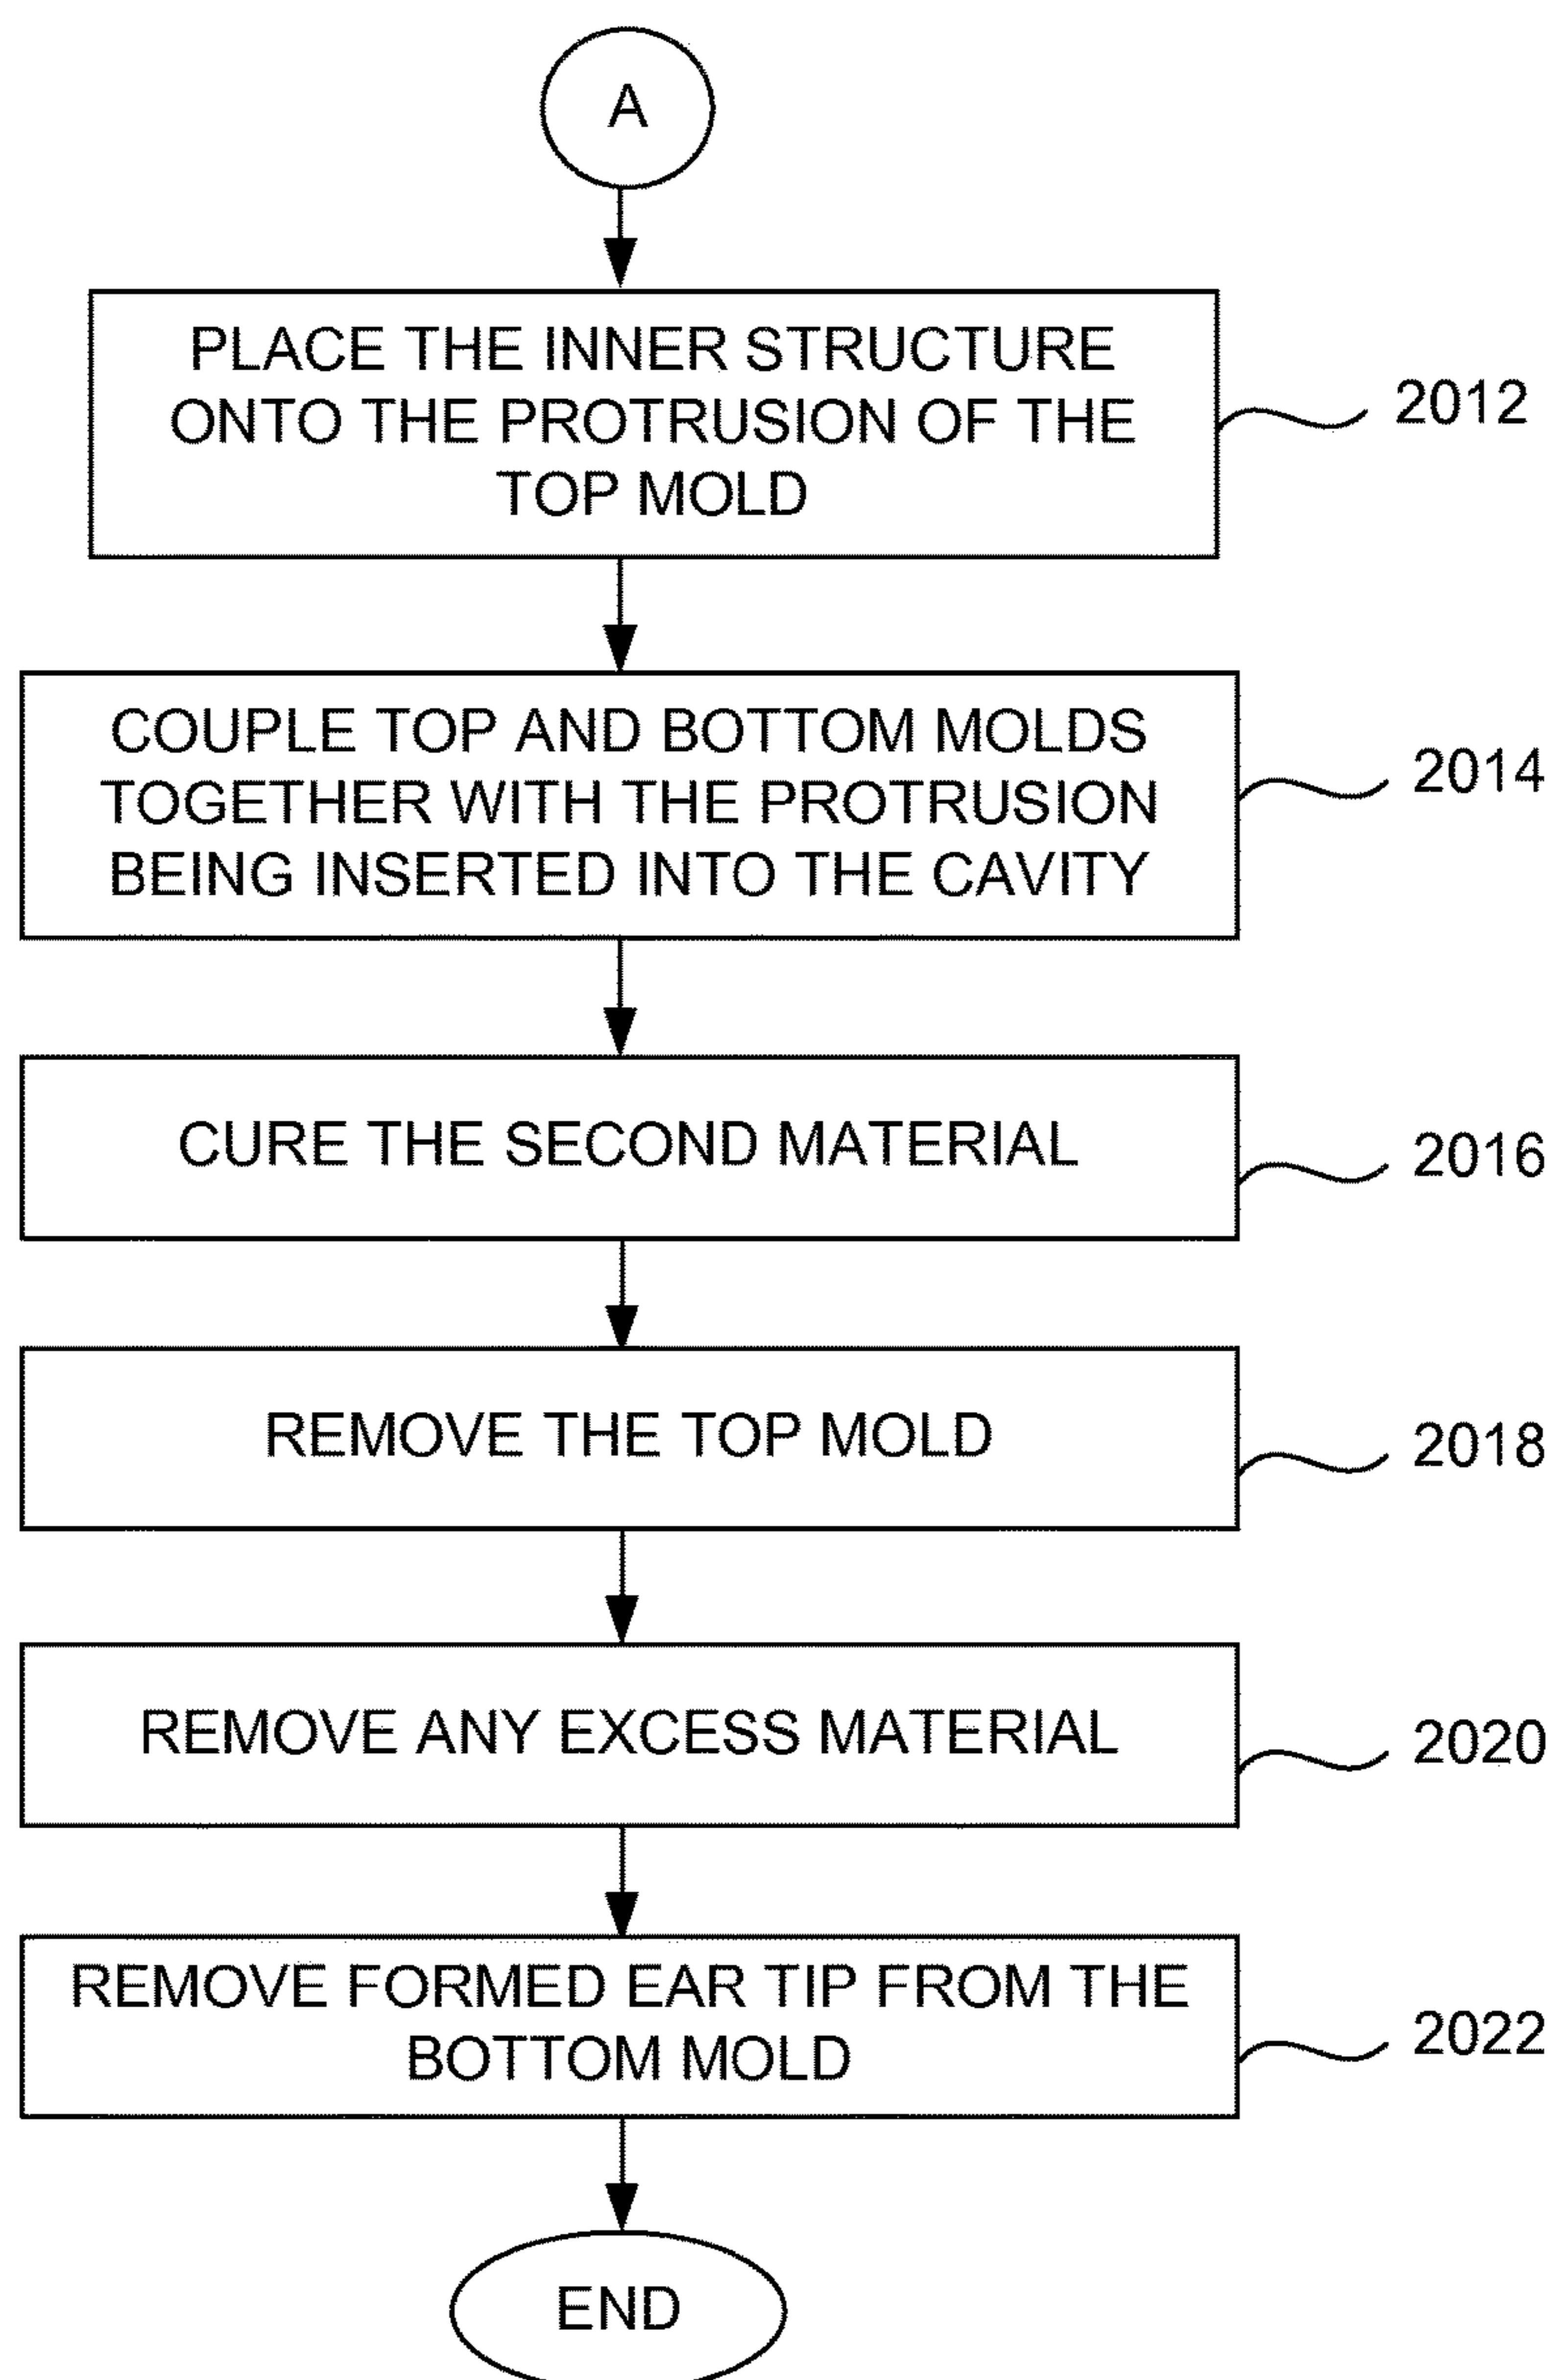 A
PLACE THE INNER STRUCTURE
ONTO THE PROTRUSION OF THE
TOP MOLD
2012
COUPLE TOP AND BOTTOM MOLDS
TOGETHER WITH THE PROTRUSION
BEING INSERTED INTO THE CAVITY
2014
CURE THE SECOND MATERIAL
2016
REMOVE THE TOP MOLD
2018
REMOVE ANY EXCESS MATERIAL
2020
REMOVE FORMED EAR TIP FROM THE
BOTTOM MOLD
2022
END